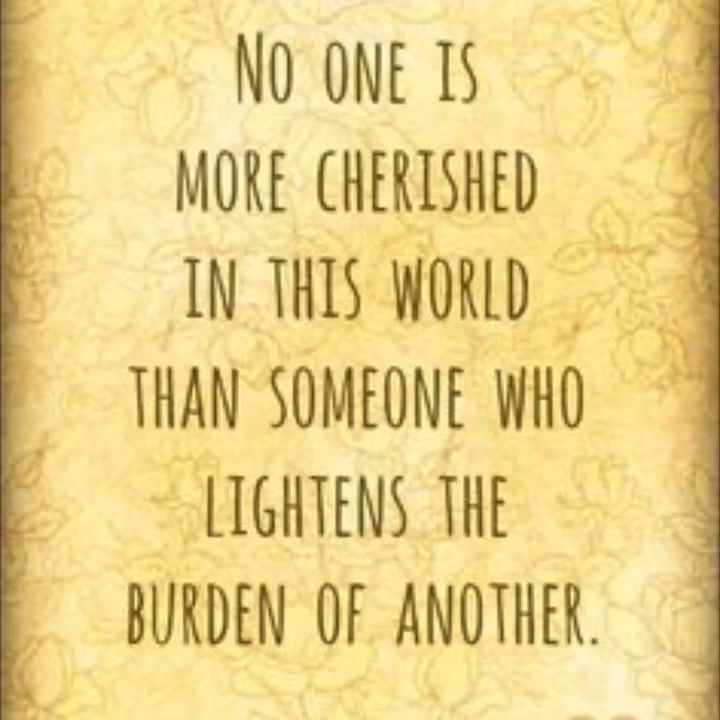 No one is
more cherished
in this world
than someone who
lightens the
burden of another.